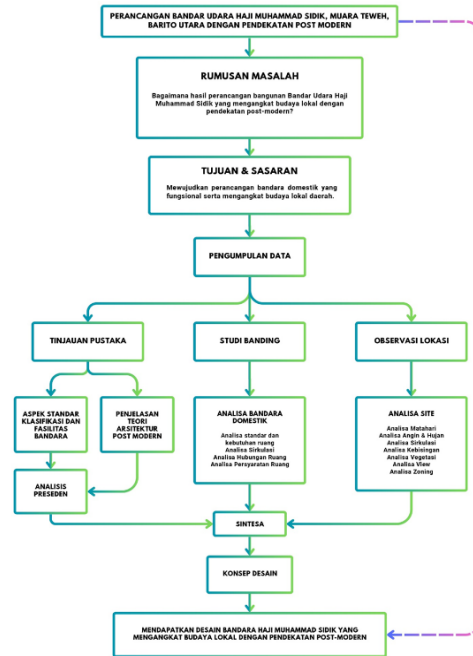 PERANCANGAN BANDAR UDARA HAJI MUHAMMAD SIDIK, MUARA TEWEH,
BARITO UTARA DENGAN PENDEKATAN POST MODERN
RUMUSAN MASALAH
Bagaimana hasil perancangan bangunan Bandar Udara Haji
Muhammad Sidik yang mengangkat budaya lokal dengan
pendekatan post-modern?
TUJUAN & SASARAN
Mewujudkan perancangan bandara domestik yang
fungsional serta mengangkat budaya lokal daerah.
PENGUMPULAN DATA
TINJAUAN PUSTAKA
STUDI BANDING
OBSERVASI LOKASI
ASPEK STANDAR
KLASIFIKASI DAN
FASILITAS
BANDARA
PENJELASAN
TEORI
ARSITEKTUR
POST MODERN
ANALISIS
PRESEDEN
ANALISA BANDARA
DOMESTIK
Analisa standar dan
kebutuhan ruang
Analisa Sirkulasi
Analisa Hubungan Ruang
Analisa Persyaratan Ruang
ANALISA SITE
Analisa Matahari
Analisa Angin & Hujan
Analisa Sirkulasi
Analisa Kebisingan
Analisa Vegetasi
Analisa View
Analisa Zoning
SINTESA
KONSEP DESAIN
MENDAPATKAN DESAIN BANDARA HAJI MUHAMMAD SIDIK YANG
MENGANGKAT BUDAYA LOKAL DENGAN PENDEKATAN POST-MODERN